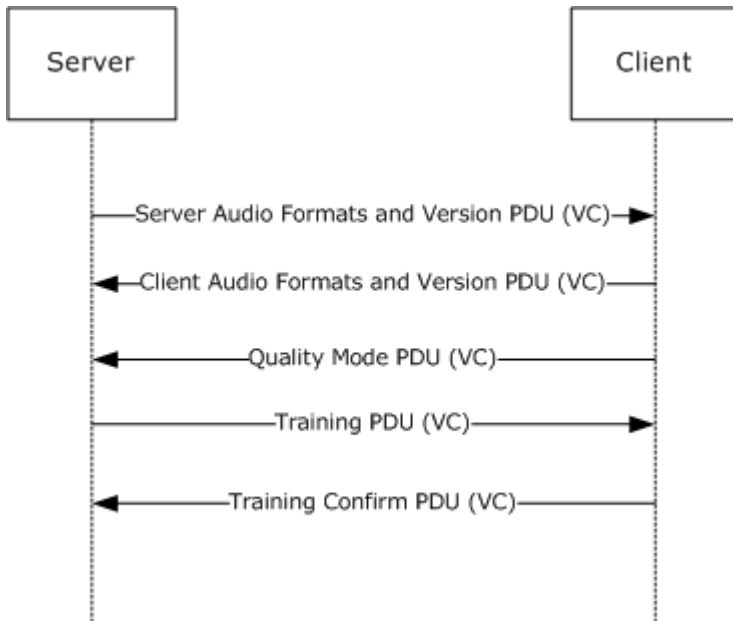 Server
Client
Server Audio Formats and Version PDU (VC)
Client Audio Formats and Version PDU (VC)
Quality Mode PDU (VC)
Training PDU (VC)
Training Confirm PDU (VC)